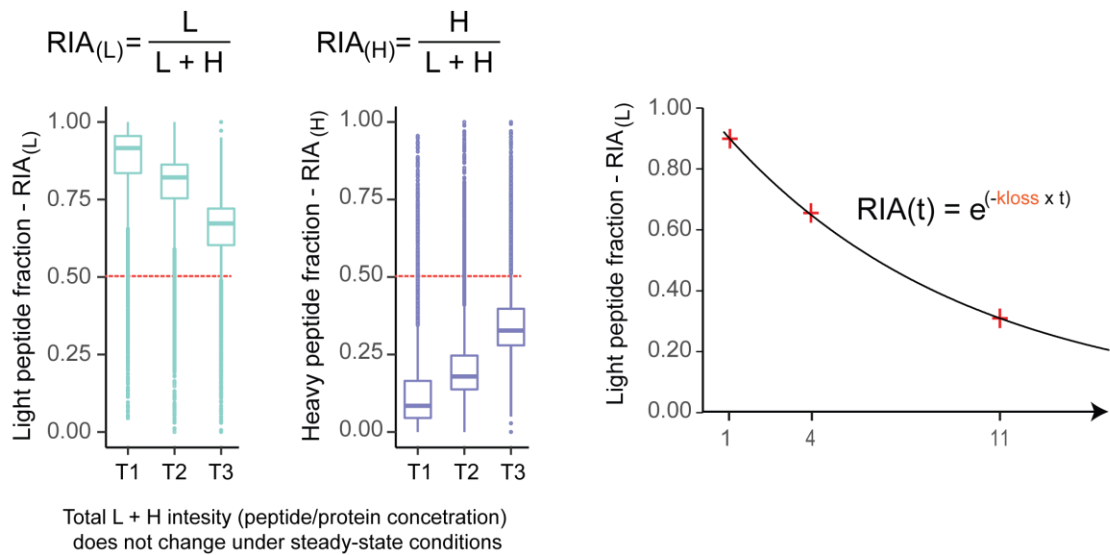 RIA(L) = L / L + H
RIA(H) = H / L + H
Light peptide fraction - RIA(L)
1.00
0.75
0.50
0.25
0.00
T1 T2 T3
Heavy peptide fraction - RIA(H)
1.00
0.75
0.50
0.25
0.00
T1 T2 T3
Total L + H intesity (peptide/protein concetration)
does not change under steady-state conditions
Light peptide fraction - RIA(L)
1.00
0.80
0.60
0.40
0.20
0.00
1 4 11
RIA(t) = e(-kloss x t)